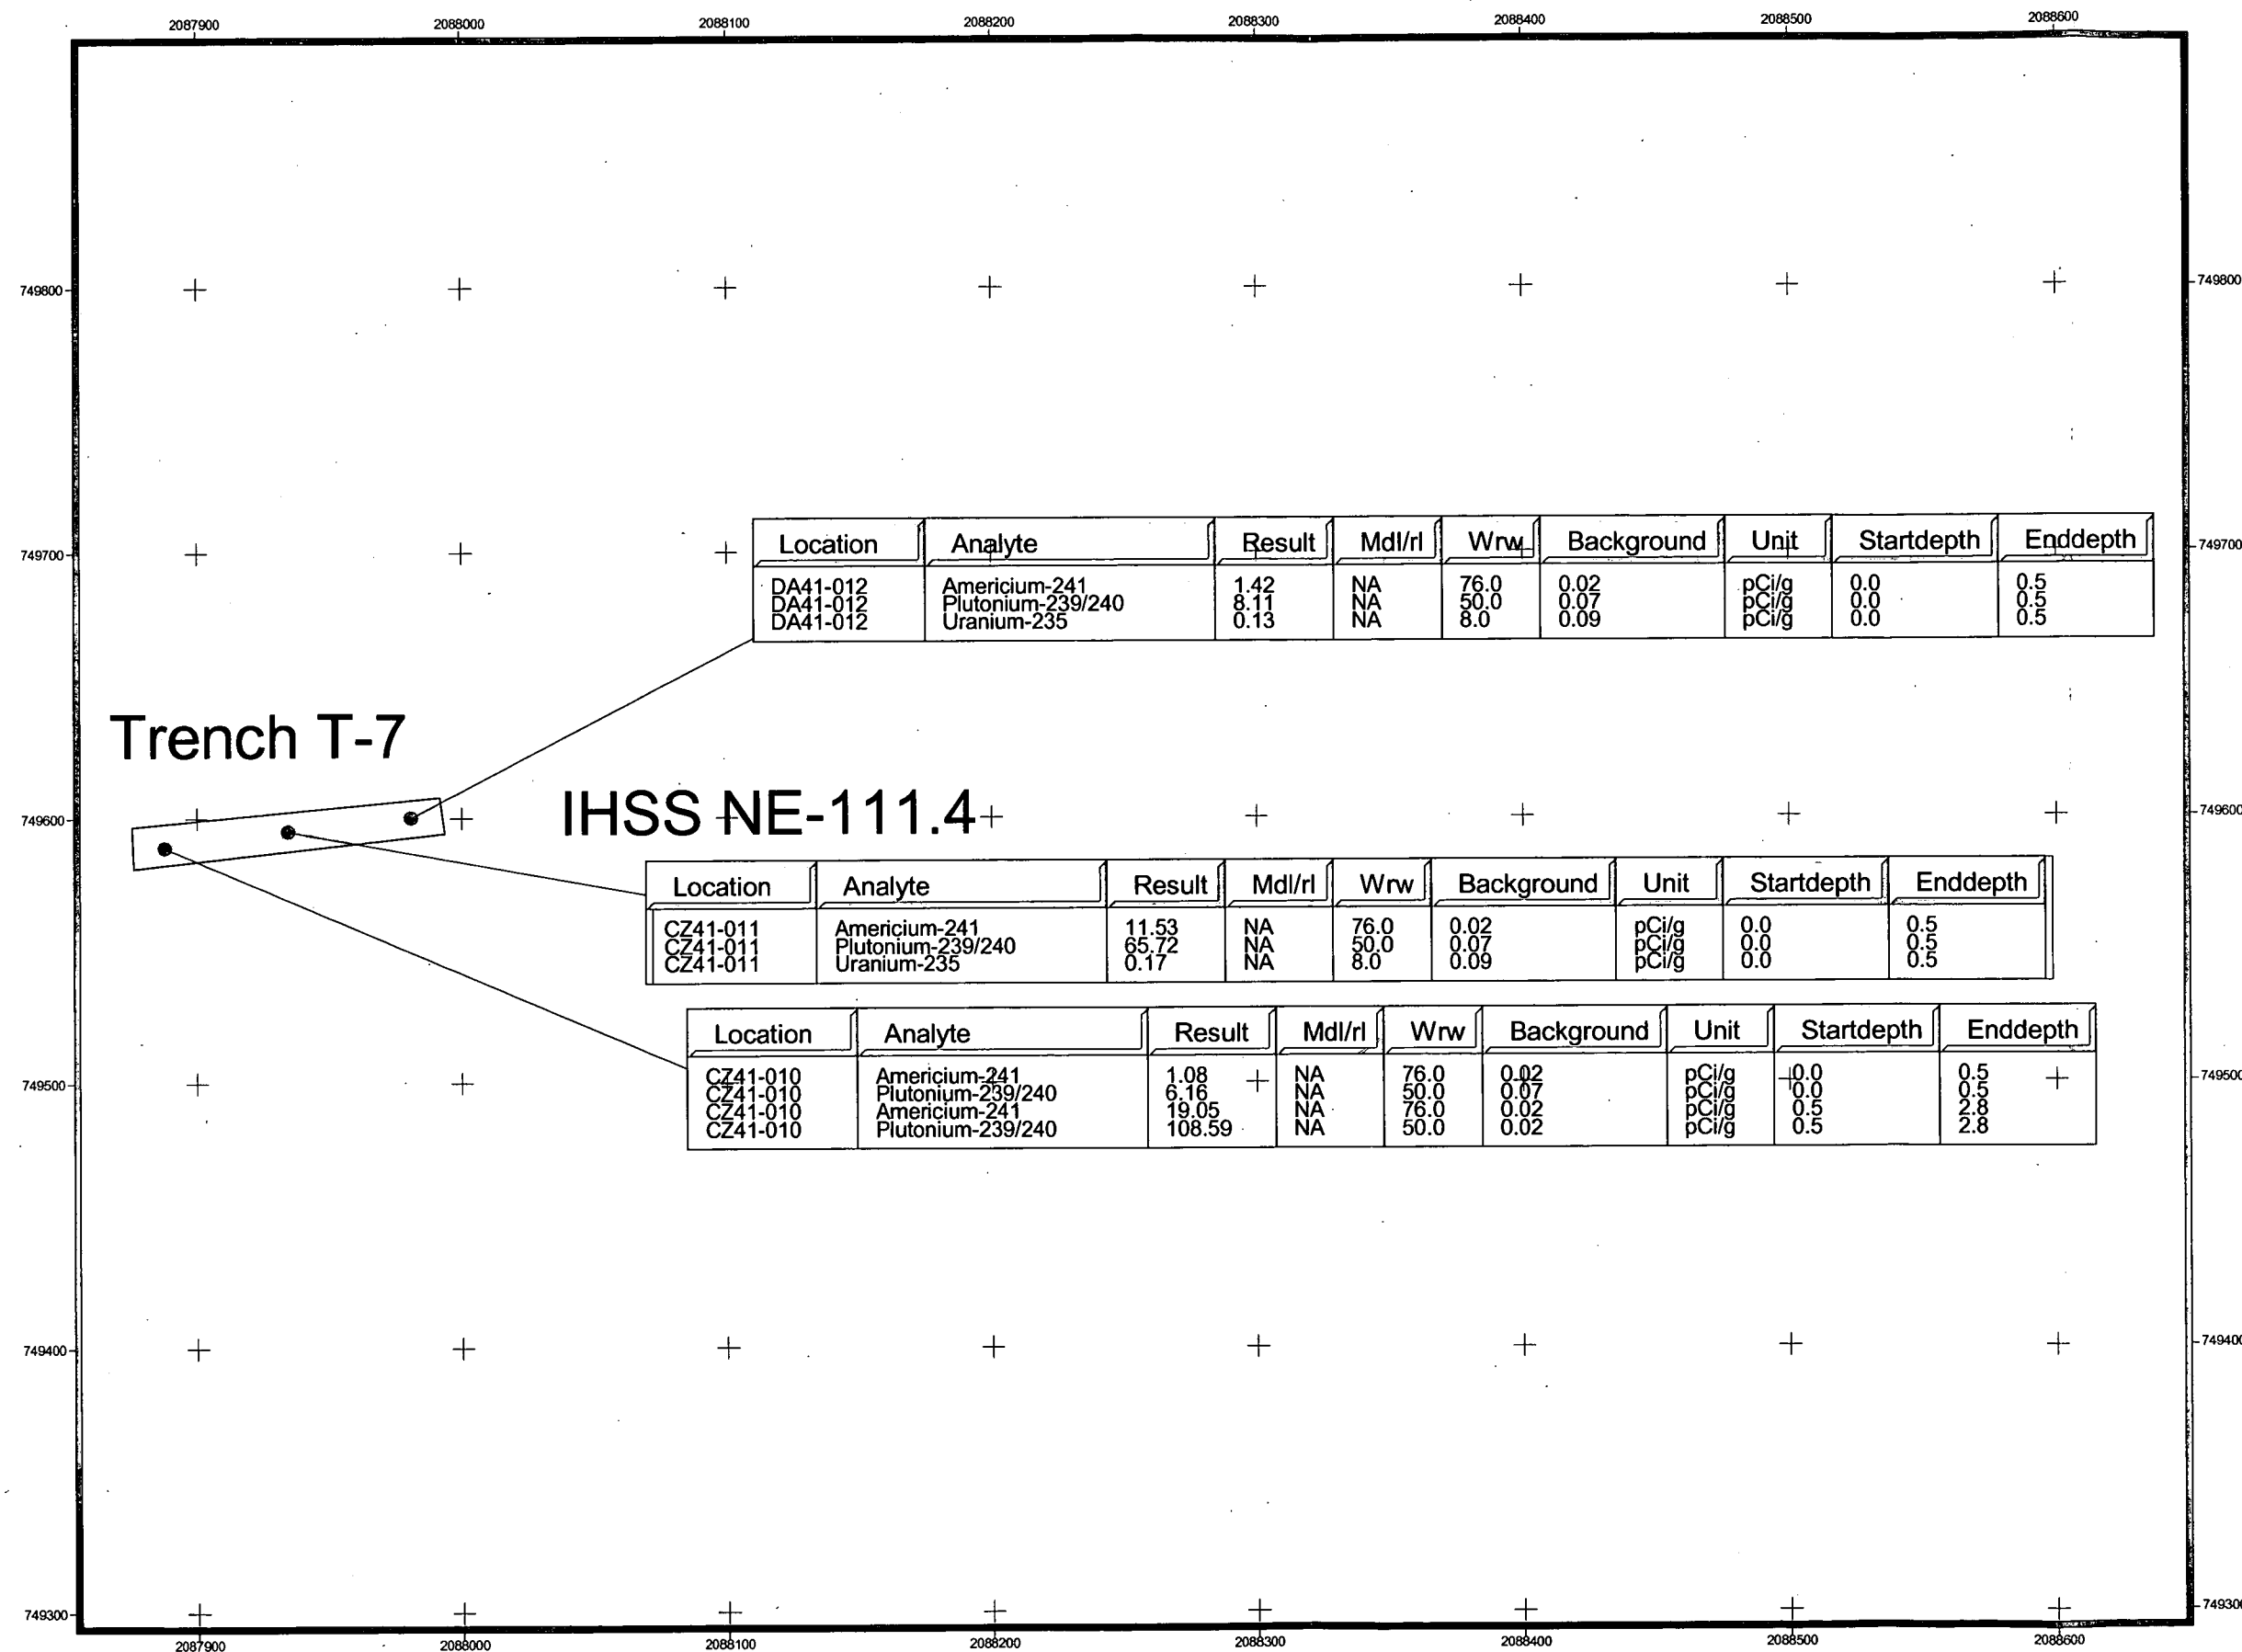 2087900 2088000 2088100 2088200 2088300 2088400 2088500 2088600
749800 749800
749700 749700
Location Analyte Result Mdl/rl Wrw Background Unit Startdepth Enddepth
DA41-012 Americium-241 1.42 NA 76.0 0.02 pCi/g 0.0 0.5
DA41-012 Plutonium-239/240 8.11 NA 50.0 0.07 pCi/g 0.0 0.5
DA41-012 Uranium-235 0.13 NA 8.0 0.09 pCi/g 0.0 0.5
Trench T-7
IHSS NE-111.4
749600 749600
Location Analyte Result Mdl/rl Wrw Background Unit Startdepth Enddepth
CZ41-011 Americium-241 11.53 NA 76.0 0.02 pCi/g 0.0 0.5
CZ41-011 Plutonium-239/240 65.72 NA 50.0 0.07 pCi/g 0.0 0.5
CZ41-011 Uranium-235 0.17 NA 8.0 0.09 pCi/g 0.0 0.5
Location Analyte Result Mdl/rl Wrw Background Unit Startdepth Enddepth
CZ41-010 Americium-241 1.08 NA 76.0 0.02 pCi/g 0.0 0.5
CZ41-010 Plutonium-239/240 6.16 NA 50.0 0.07 pCi/g 0.0 0.5
CZ41-010 Americium-241 19.05 NA 76.0 0.02 pCi/g 0.5 2.8
CZ41-010 Plutonium-239/240 108.59 NA 50.0 0.02 pCi/g 0.5 2.8
749500 749500
749400 749400
749300 749300
2087900 2088000 2088100 2088200 2088300 2088400 2088500 2088600